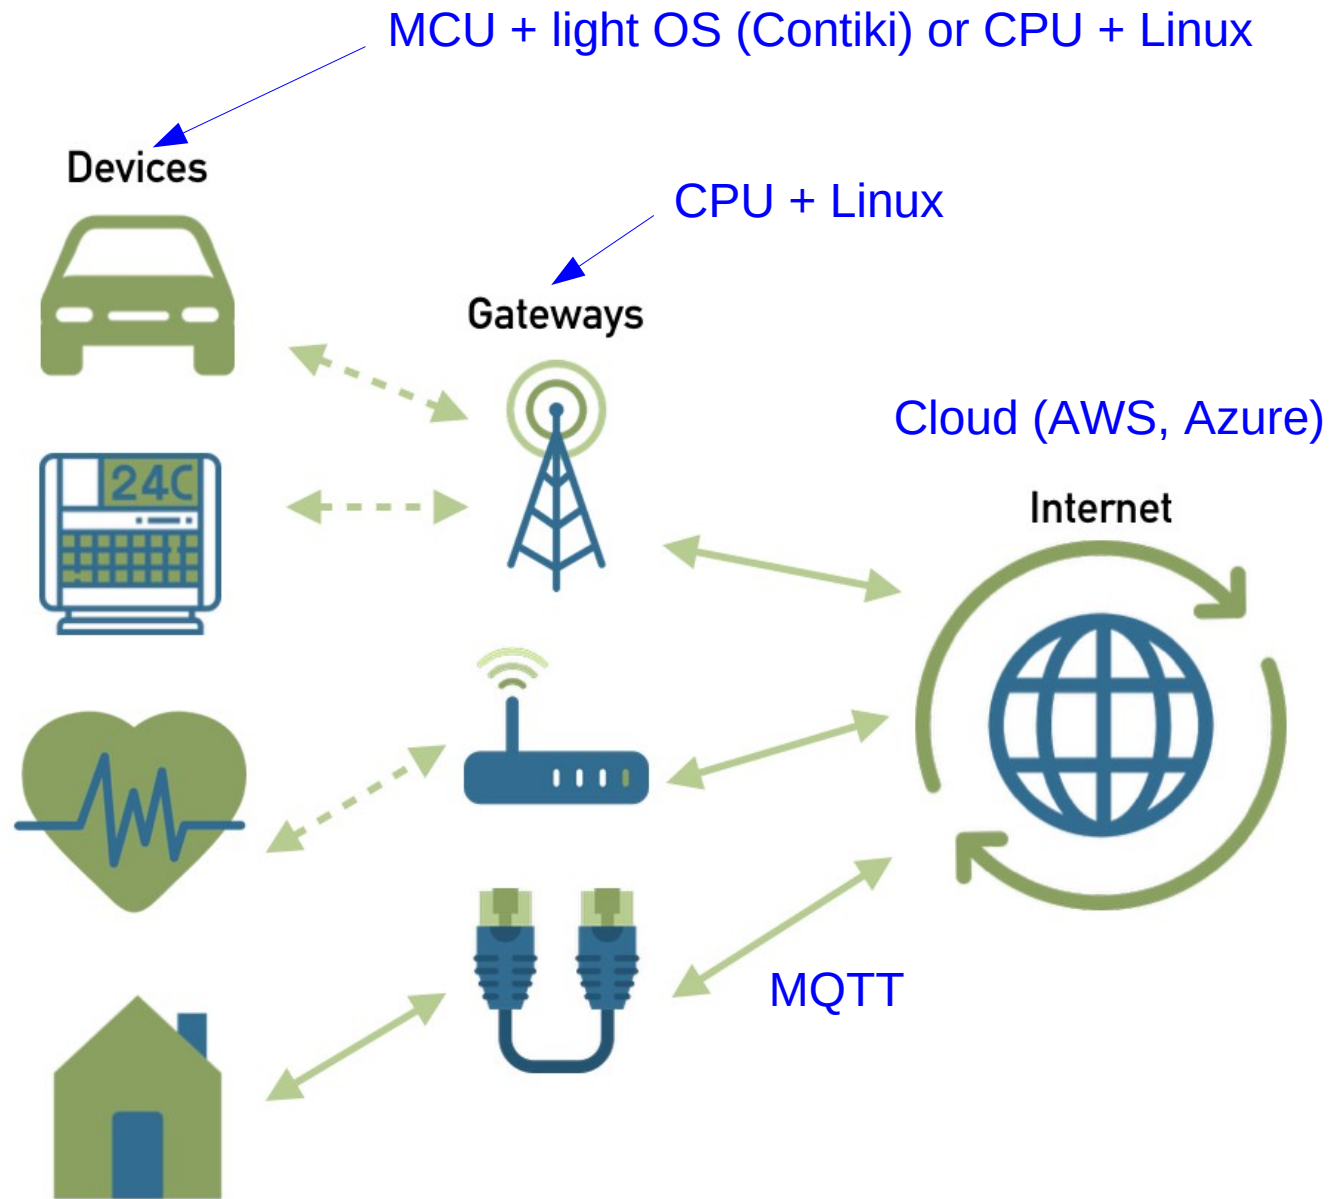 MCU + light OS (Contiki) or CPU + Linux
Devices
CPU + Linux
Gateways
Cloud (AWS, Azure)
24C
Internet
MQTT